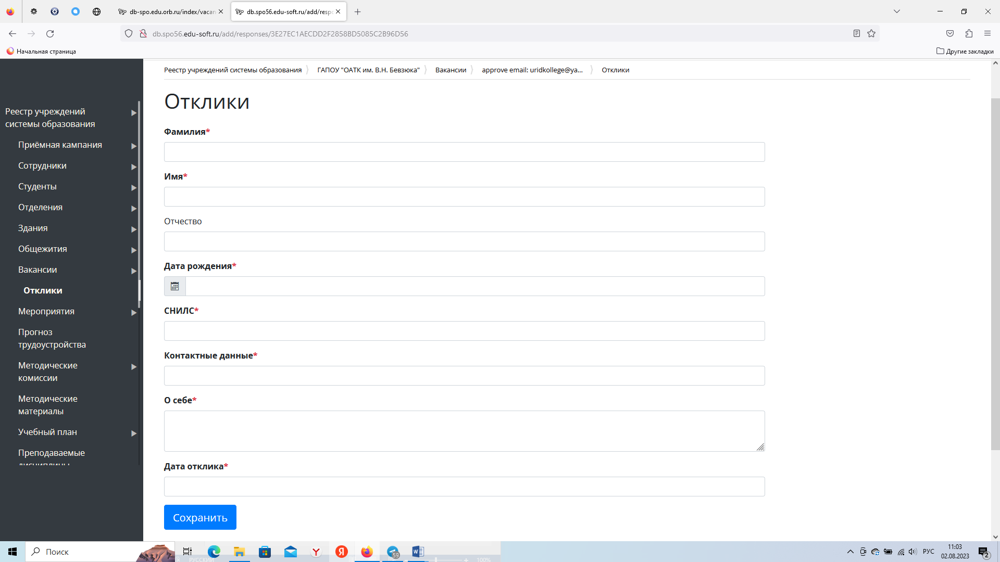 db-spo.edu.orb.ru/index/vacan
db.spo56.edu-soft.ru/add/respo
db.spo56.edu-soft.ru/add/responses/3E27EC1AECDD2F2858BD5085C2B96D56
Начальная страница
Другие закладки
Реестр учреждений системы образования
ГАПОУ "ОАТК им. В.Н. Бевзюка"
Вакансии
approve email: uridkollege@ya...
Отклики
Реестр учреждений
системы образования
Приёмная кампания
Сотрудники
Студенты
Отделения
Здания
Общежития
Вакансии
Отклики
Мероприятия
Прогноз
трудоустройства
Методические
комиссии
Методические
материалы
Учебный план
Преподаваемые
дисциплины
Отклики
Фамилия*
Имя*
Отчество
Дата рождения*
СНИЛС*
Контактные данные*
О себе*
Дата отклика*
Сохранить
Поиск
59
РУССКИЙ
100%
РУС
11:03
02.08.2023
2